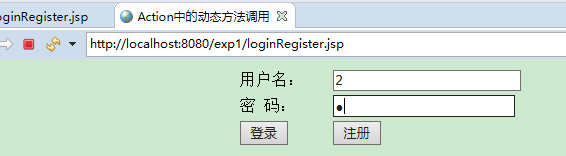 oginRegister.jsp Action中的动态方法调用
http://localhost:8080/exp1/loginRegister.jsp
用户名： 2
密 码： ●
登录 注册